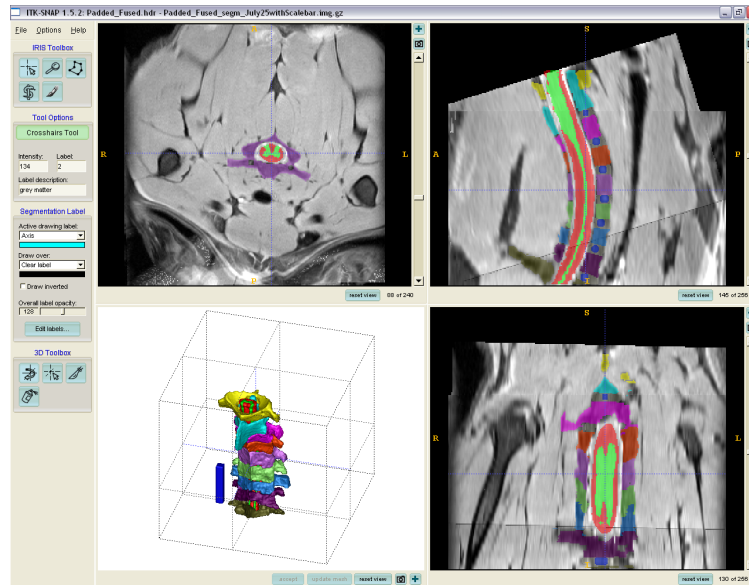 ITK-SNAP 1.5.2: Padded_Fused.hdr - Padded_Fused_segm_July25withScalebar.img.gz
File Options Help
IRIS Toolbox
Tool Options
Crosshairs Tool
Intensity: Label:
134 2
Label description:
grey matter
Segmentation Label
Active drawing label:
Axis
Draw over:
Clear label
Draw inverted
Overall label opacity:
128
Edit labels...
3D Toolbox
S
R L
P
reset view 88 of 240
S
A
I
reset view 145 of 256
accept update mesh reset view
S
R L
reset view 130 of 256